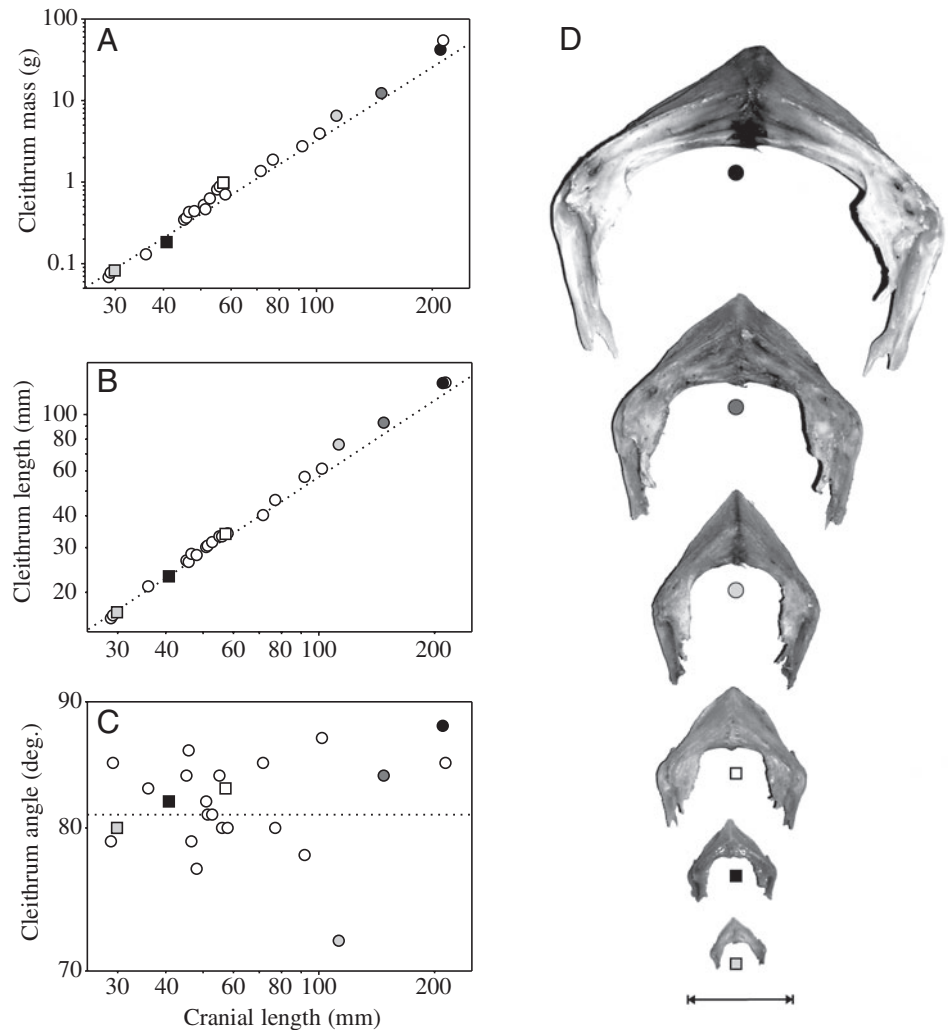 A
Cleithrum mass (g)
100
10
1
0.1
30 40 60 80 100 200
B
Cleithrum length (mm)
100
80
60
40
30
20
30 40 60 80 100 200
C
Cleithrum angle (deg.)
90
80
70
30 40 60 80 100 200
Cranial length (mm)
D